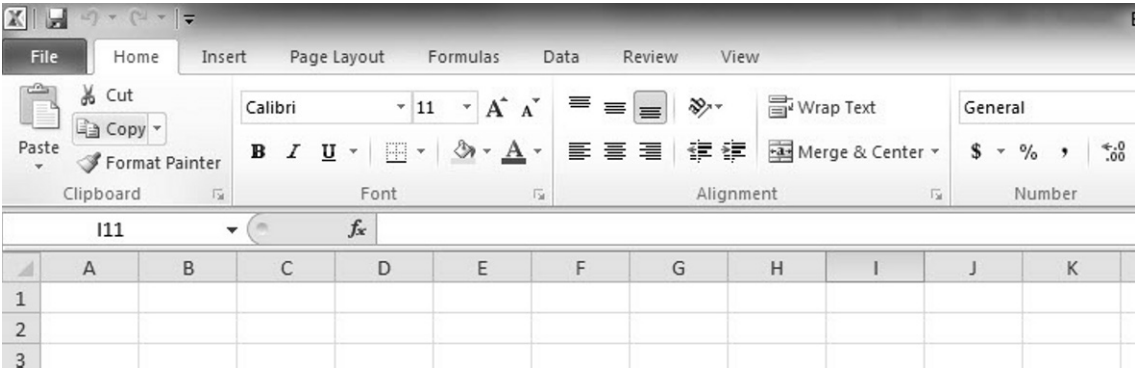 File Home Insert Page Layout Formulas Data Review View
Cut
Calibri 11 A A Wrap Text General
Copy
Paste
B I U A Merge & Center $ % , .00
Format Painter
Clipboard Font Alignment Number
I11 fx
A B C D E F G H I J K
1
2
3